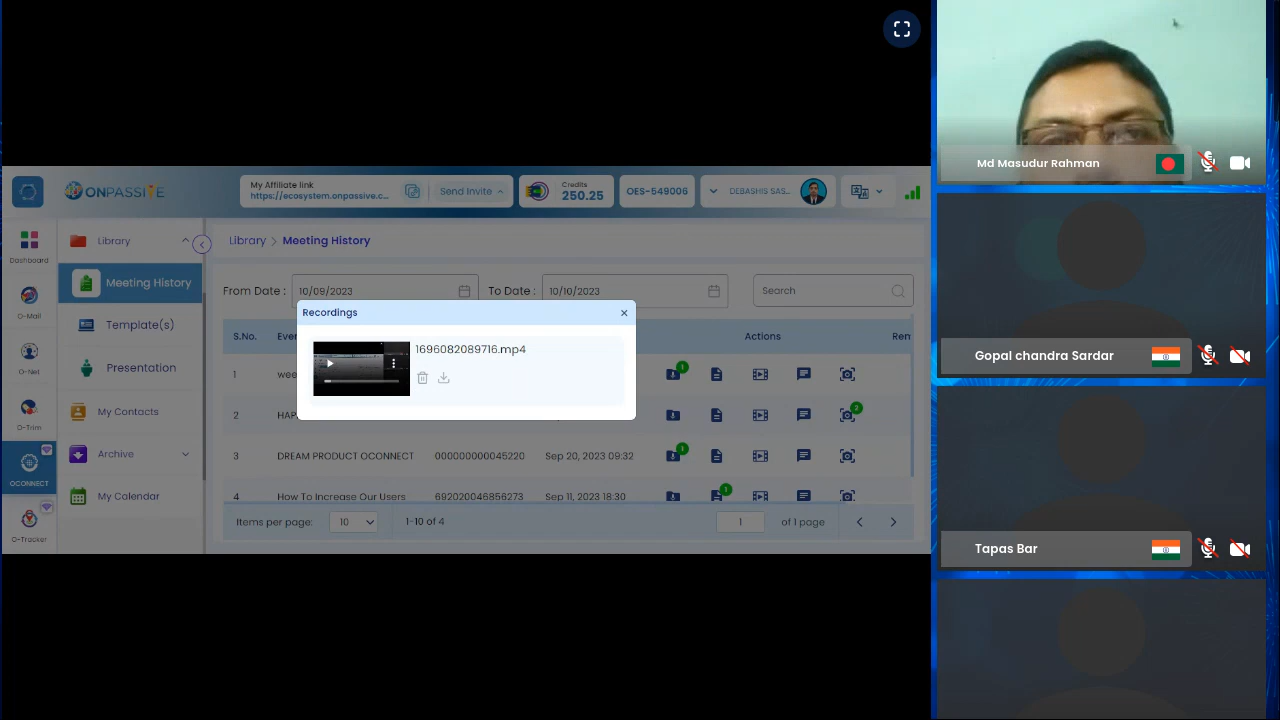 ONPASSIVE
My Affiliate link
https://ecosystem.onpassive.c...
Send Invite
Credits
250.25
OES-549006
DEBASHIS SAS...
Dashboard
O-Mail
O-Net
O-Trim
OCONNECT
O-Tracker
Library
Meeting History
Template(s)
Presentation
My Contacts
Archive
My Calendar
Library > Meeting History
From Date : 10/09/2023 To Date : 10/10/2023 Search
S.No. Actions
Recordings
1696082089716.mp4
1 1
2 2
3 DREAM PRODUCT OCONNECT 000000000045220 Sep 20, 2023 09:32 1
4 How To Increase Our Users 692020046856273 Sep 11, 2023 18:30 1
Items per page: 10 1-10 of 4 1 of 1 page
Md Masudur Rahman
Gopal chandra Sardar
Tapas Bar